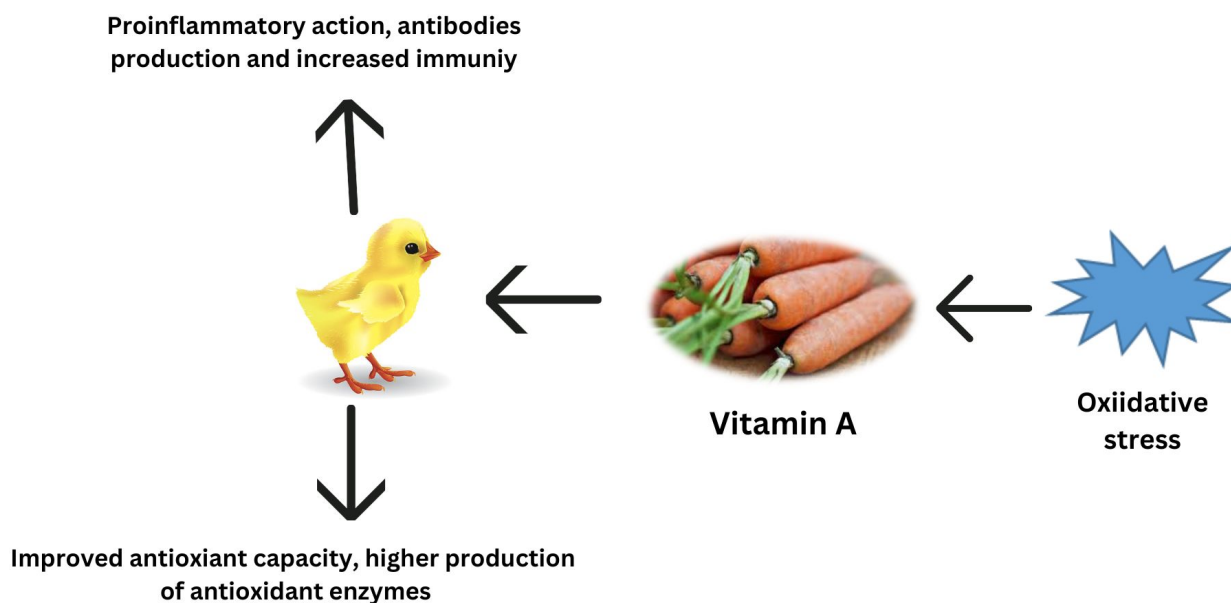 Proinflammatory action, antibodies
production and increased immuniy
Vitamin A
Oxiidative
stress
Improved antioxiant capacity, higher production
of antioxidant enzymes